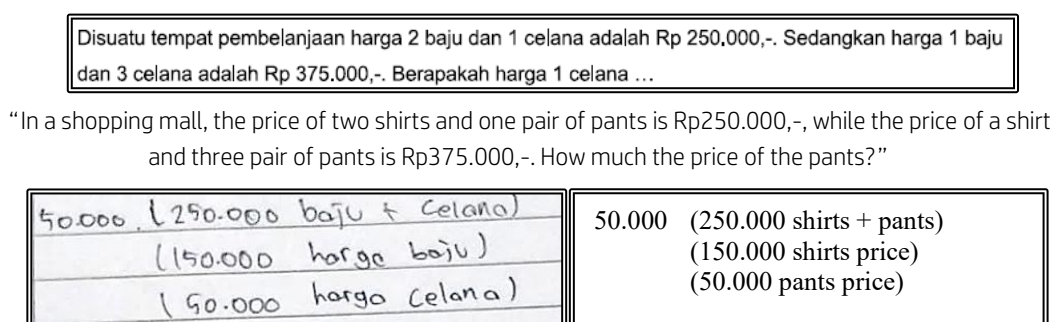 Disuatu tempat pembelanjaan harga 2 baju dan 1 celana adalah Rp 250.000,-. Sedangkan harga 1 baju
dan 3 celana adalah Rp 375.000,-. Berapakah harga 1 celana ...
“In a shopping mall, the price of two shirts and one pair of pants is Rp250.000,-, while the price of a shirt
and three pair of pants is Rp375.000,-. How much the price of the pants?”
50.000 (250.000 baju + celana)
(150.000 harga baju)
(50.000 harga celana)
50.000 (250.000 shirts + pants)
(150.000 shirts price)
(50.000 pants price)